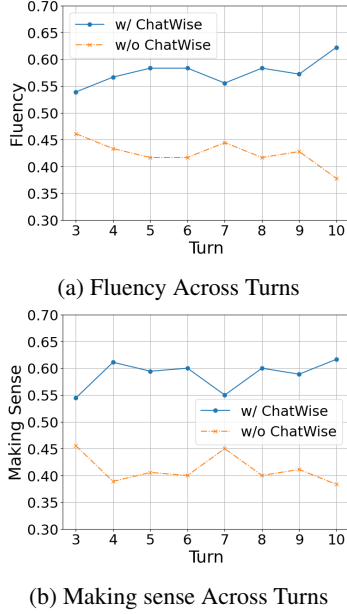 0.70
0.65
0.60
0.55
0.50
0.45
0.40
0.35
0.30
Fluency
w/ ChatWise
w/o ChatWise
3 4 5 6 7 8 9 10
Turn
(a) Fluency Across Turns
0.70
0.65
0.60
0.55
0.50
0.45
0.40
0.35
0.30
Making Sense
w/ ChatWise
w/o ChatWise
3 4 5 6 7 8 9 10
Turn
(b) Making sense Across Turns